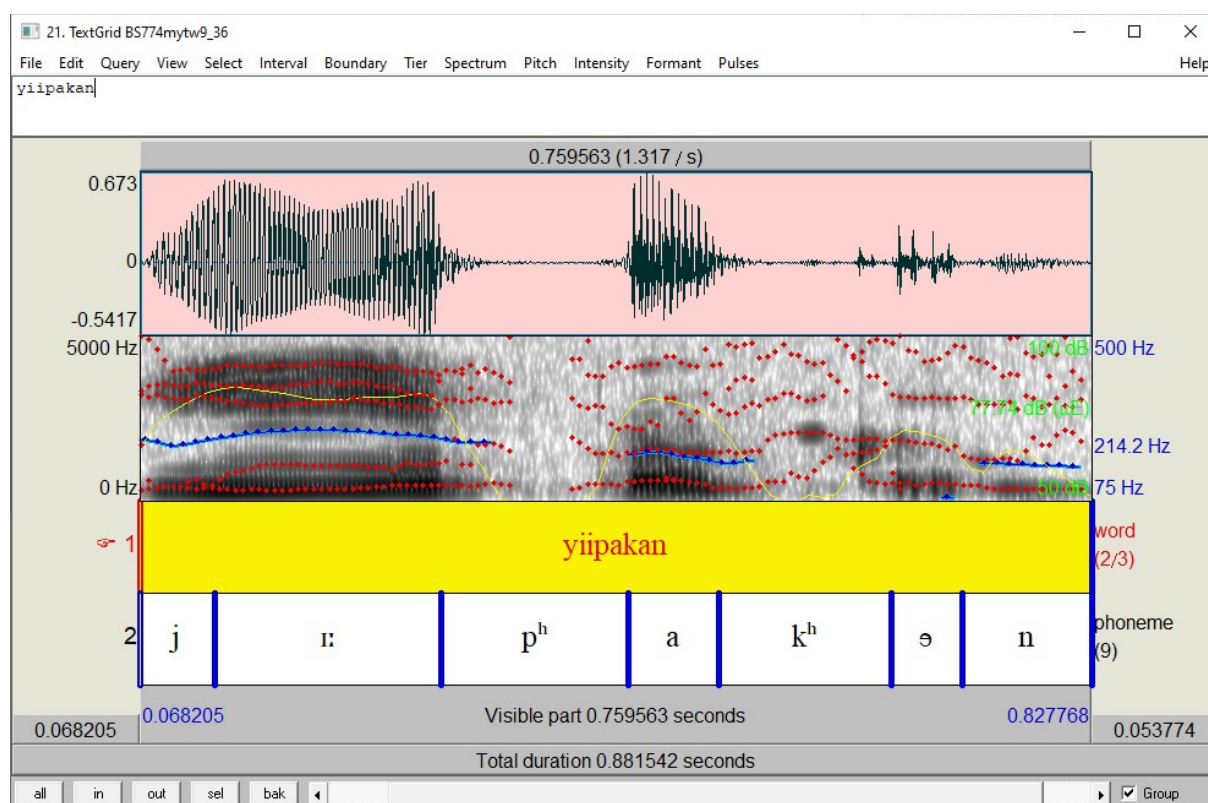 21. TextGrid BS774mytw9_36
File Edit Query View Select Interval Boundary Tier Spectrum Pitch Intensity Formant Pulses Help
yiipakan
0.759563 (1.317 / s)
0.673
0
-0.5417
5000 Hz 100 dB 500 Hz
77.74 dB (µE)
214.2 Hz
0 Hz 50 dB 75 Hz
1 yiipakan word
(2/3)
2 j ɪː pʰ a kʰ ə n phoneme
(9)
0.068205 Visible part 0.759563 seconds 0.827768
0.068205 0.053774
Total duration 0.881542 seconds
all in out sel bak Group